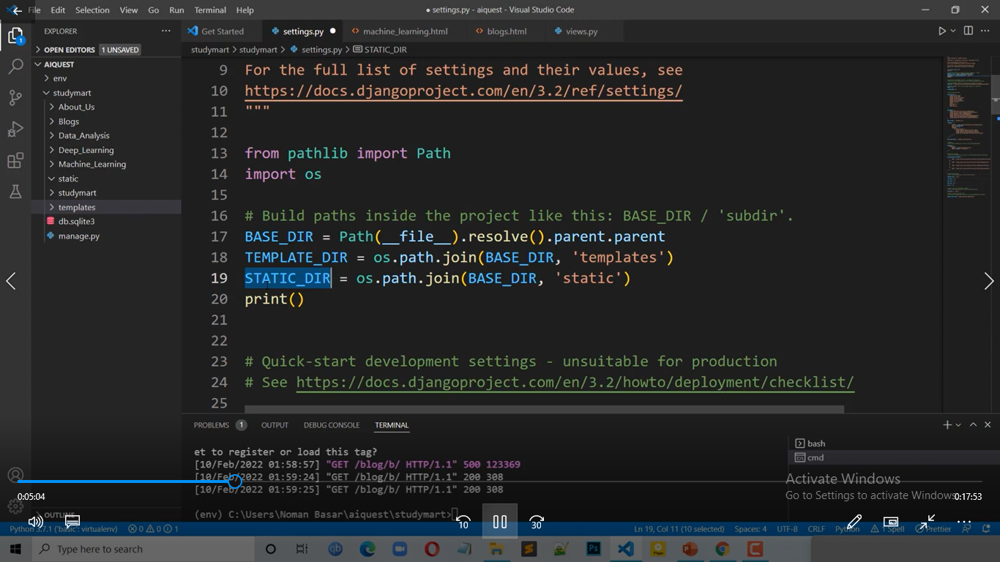 File Edit Selection View Go Run Terminal Help
● settings.py - aiquest - Visual Studio Code
EXPLORER
OPEN EDITORS 1 UNSAVED
AIQUEST
env
studymart
About_Us
Blogs
Data_Analysis
Deep_Learning
Machine_Learning
static
studymart
templates
db.sqlite3
manage.py
OUTLINE
Get Started settings.py machine_learning.html blogs.html views.py
studymart > studymart > settings.py > STATIC_DIR
9 For the full list of settings and their values, see
10 https://docs.djangoproject.com/en/3.2/ref/settings/
11 """
12
13 from pathlib import Path
14 import os
15
16 # Build paths inside the project like this: BASE_DIR / 'subdir'.
17 BASE_DIR = Path(__file__).resolve().parent.parent
18 TEMPLATE_DIR = os.path.join(BASE_DIR, 'templates')
19 STATIC_DIR = os.path.join(BASE_DIR, 'static')
20 print()
21
22
23 # Quick-start development settings - unsuitable for production
24 # See https://docs.djangoproject.com/en/3.2/howto/deployment/checklist/
25
PROBLEMS 1 OUTPUT DEBUG CONSOLE TERMINAL
et to register or load this tag?
[10/Feb/2022 01:58:57] "GET /blog/b/ HTTP/1.1" 500 123369
[10/Feb/2022 01:59:24] "GET /blog/b/ HTTP/1.1" 200 308
[10/Feb/2022 01:59:25] "GET /blog/b/ HTTP/1.1" 200 308
(env) C:\Users\Noman Basar\aiquest\studymart>
bash
cmd
Activate Windows
Go to Settings to activate Windows.
0:05:04
0:17:53
10
30
Python 3.7.1 ('basic': virtualenv) 0 0 1
Ln 19, Col 11 (10 selected) Spaces: 4 UTF-8 CRLF Python 1 Spell Prettier
Type here to search